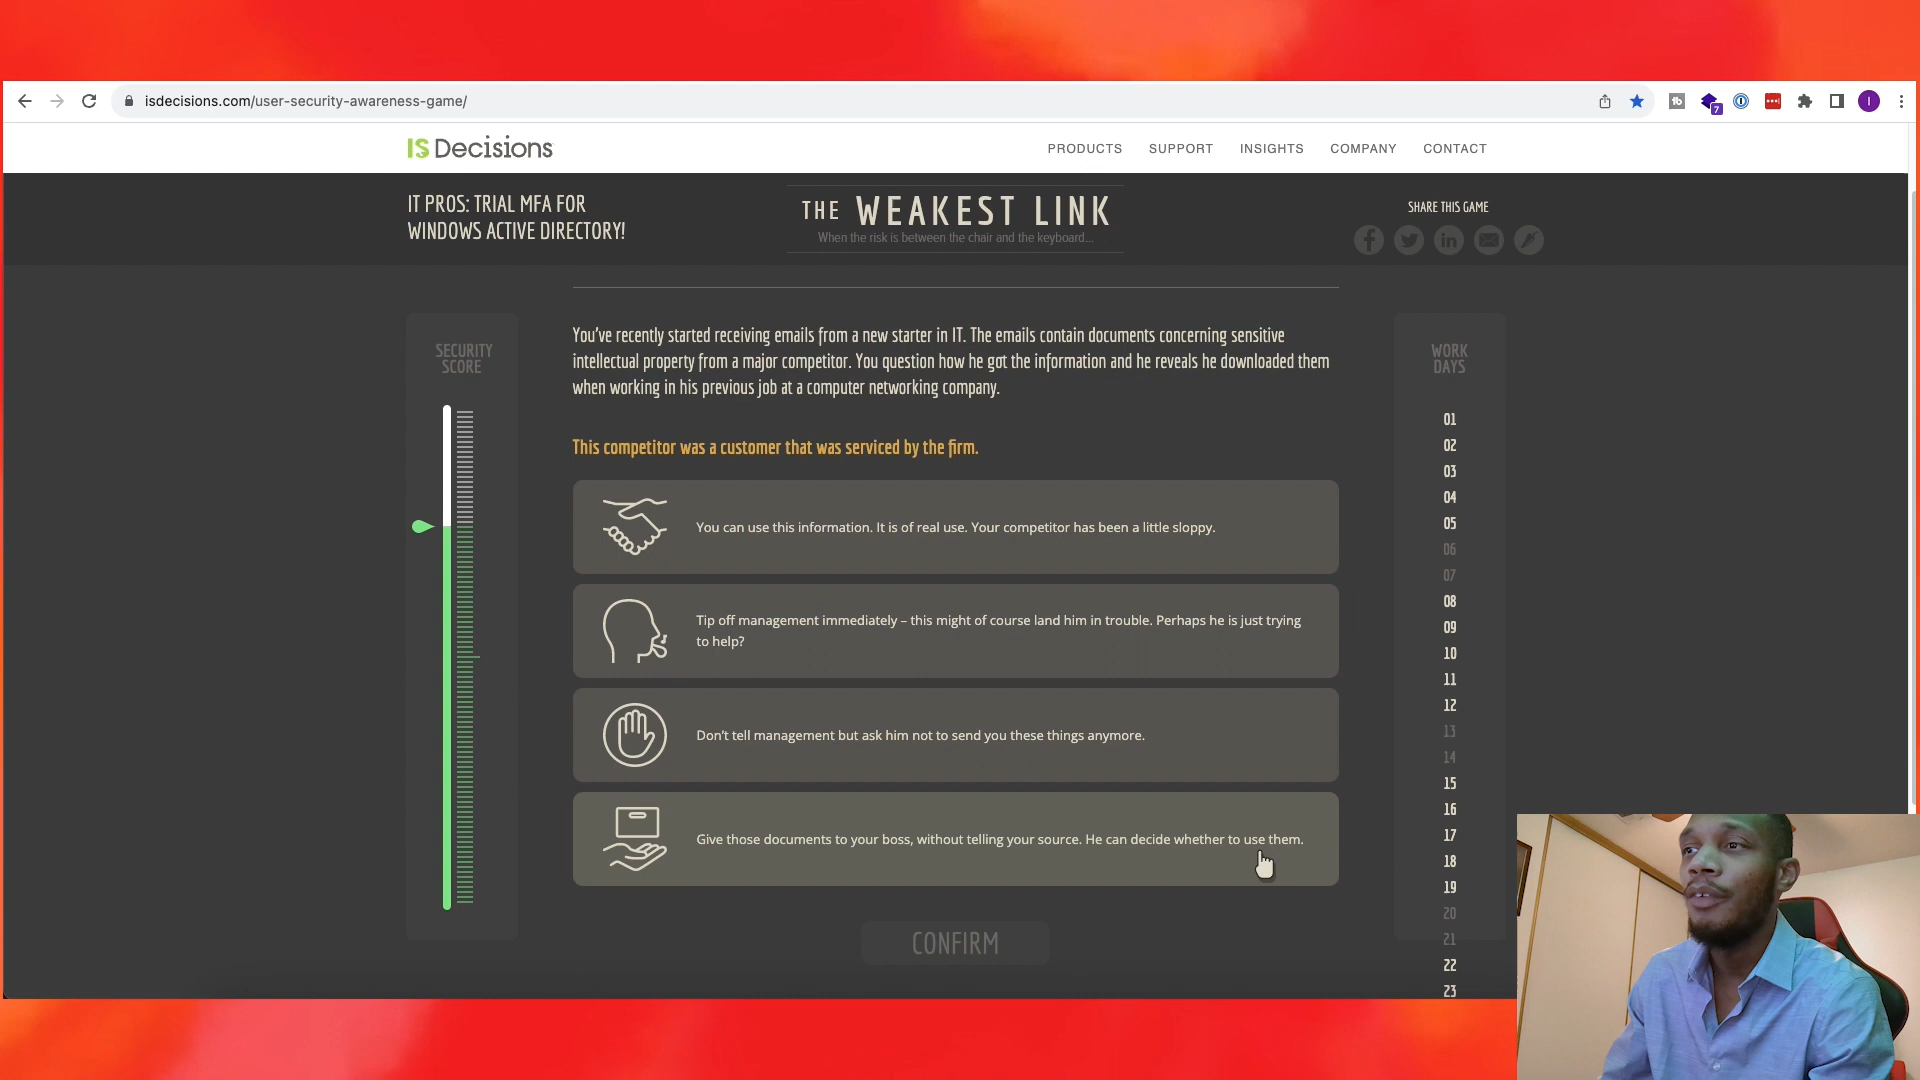 isdecisions.com/user-security-awareness-game/
7
I
IS Decisions
PRODUCTS SUPPORT INSIGHTS COMPANY CONTACT
IT PROS: TRIAL MFA FOR
WINDOWS ACTIVE DIRECTORY!
THE WEAKEST LINK
When the risk is between the chair and the keyboard...
SHARE THIS GAME
SECURITY
SCORE
You've recently started receiving emails from a new starter in IT. The emails contain documents concerning sensitive
intellectual property from a major competitor. You question how he got the information and he reveals he downloaded them
when working in his previous job at a computer networking company.
This competitor was a customer that was serviced by the firm.
You can use this information. It is of real use. Your competitor has been a little sloppy.
Tip off management immediately – this might of course land him in trouble. Perhaps he is just trying
to help?
Don't tell management but ask him not to send you these things anymore.
Give those documents to your boss, without telling your source. He can decide whether to use them.
CONFIRM
WORK
DAYS
01
02
03
04
05
06
07
08
09
10
11
12
13
14
15
16
17
18
19
20
21
22
23